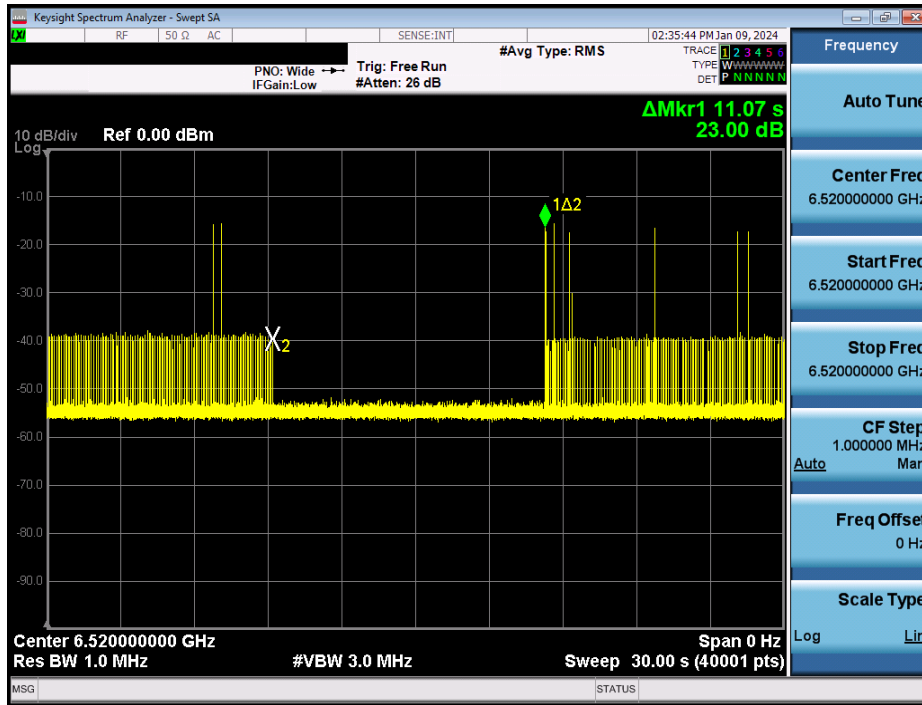 Keysight Spectrum Analyzer - Swept SA
LXI RF 50 Ω AC SENSE:INT 02:35:44 PM Jan 09, 2024
#Avg Type: RMS
TRACE 1 2 3 4 5 6
TYPE WWWWWW
DET P N N N N N
PNO: Wide
IFGain:Low
Trig: Free Run
#Atten: 26 dB
ΔMkr1 11.07 s
23.00 dB
10 dB/div Ref 0.00 dBm
Log
1Δ2
-10.0
-20.0
-30.0
-40.0
2
-50.0
-60.0
-70.0
-80.0
-90.0
Center 6.520000000 GHz Span 0 Hz
Res BW 1.0 MHz #VBW 3.0 MHz Sweep 30.00 s (40001 pts)
MSG STATUS
Frequency
Auto Tune
Center Freq
6.520000000 GHz
Start Freq
6.520000000 GHz
Stop Freq
6.520000000 GHz
CF Step
1.000000 MHz
Auto Man
Freq Offset
0 Hz
Scale Type
Log Lin